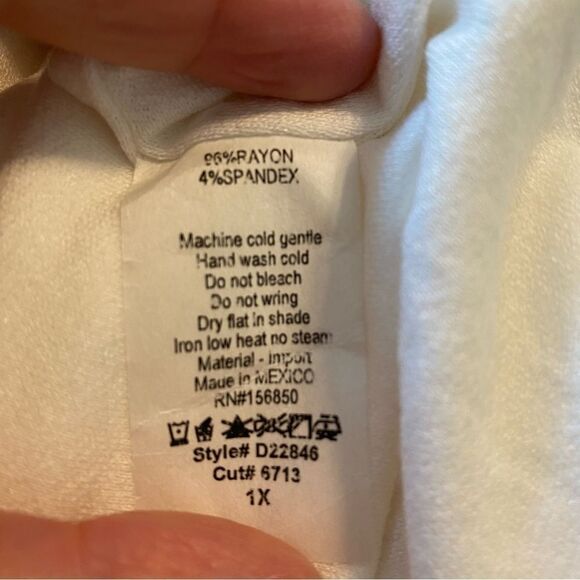 96%RAYON
4%SPANDEX
Machine cold gentle
Hand wash cold
Do not bleach
Do not wring
Dry flat in shade
Iron low heat no steam
Material - import
Made in MEXICO
RN#156850
Style# D22846
Cut# 6713
1X